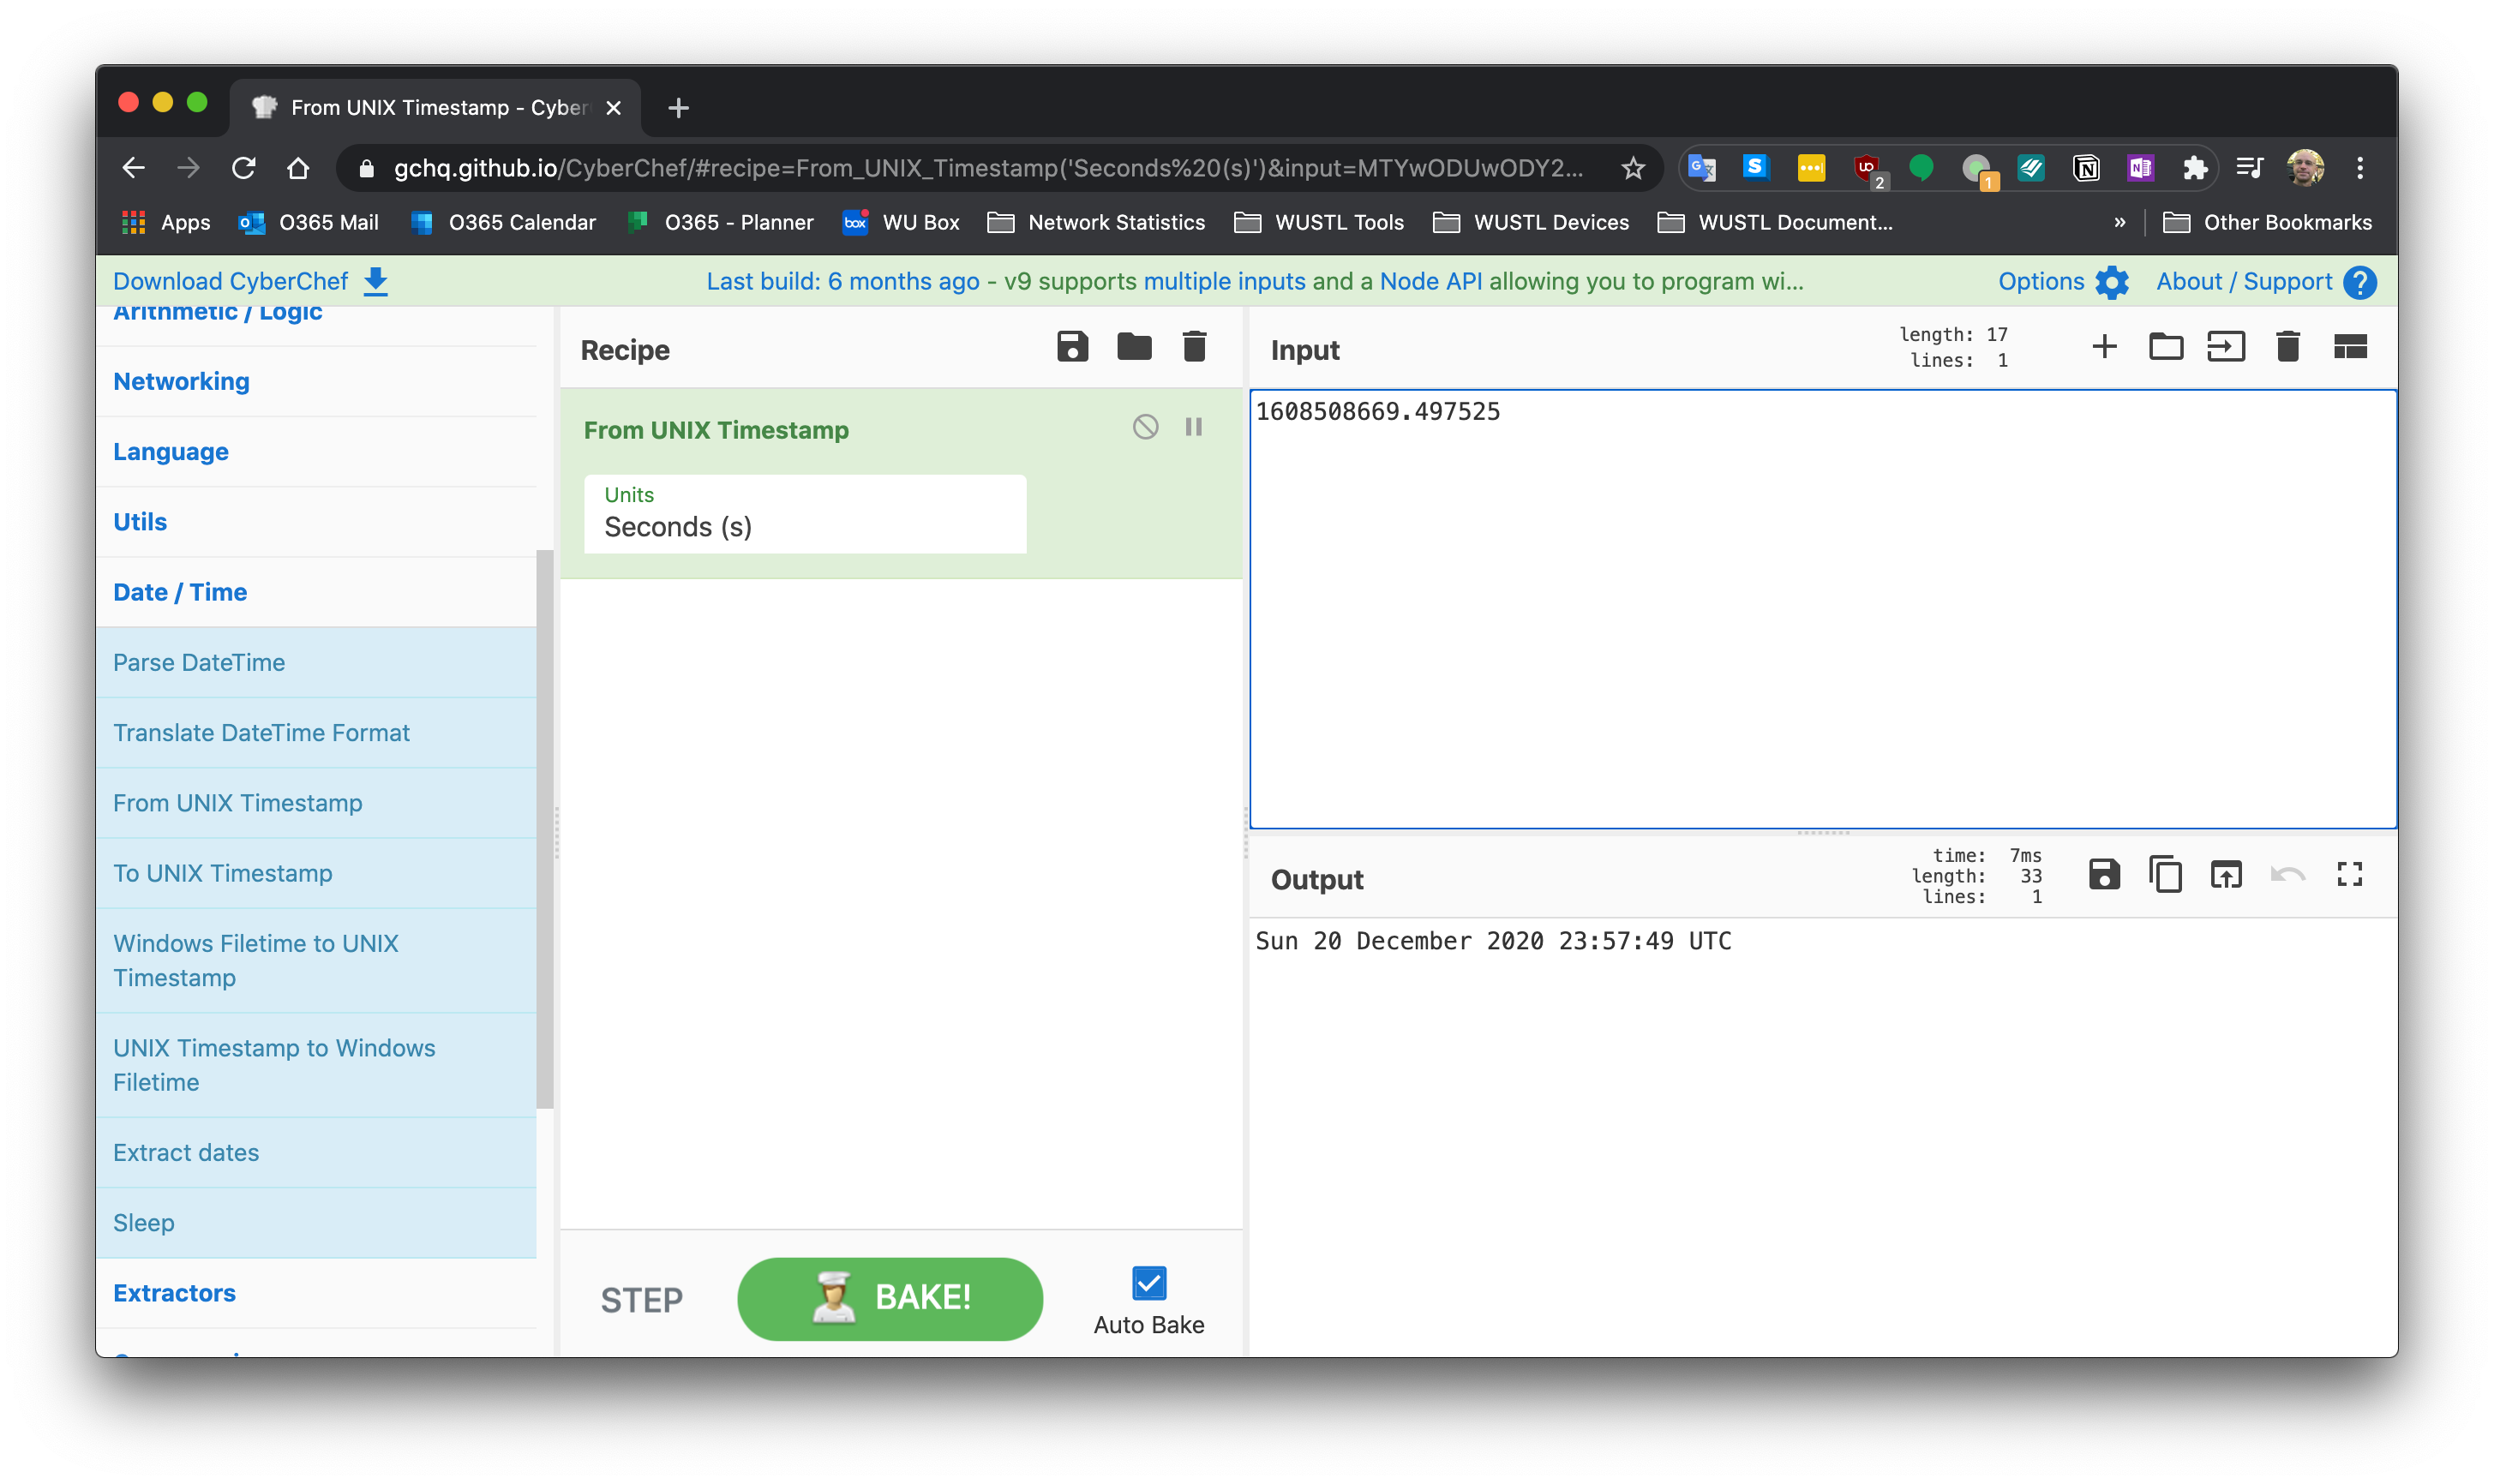 From UNIX Timestamp - Cyber
gchq.github.io/CyberChef/#recipe=From_UNIX_Timestamp('Seconds%20(s)')&input=MTYwODUwODY2...
2
1
Apps
O365 Mail
O365 Calendar
O365 - Planner
box
WU Box
Network Statistics
WUSTL Tools
WUSTL Devices
WUSTL Document...
»
Other Bookmarks
Download CyberChef
Last build: 6 months ago - v9 supports multiple inputs and a Node API allowing you to program wi...
Options
About / Support
Arithmetic / Logic
Networking
Language
Utils
Date / Time
Parse DateTime
Translate DateTime Format
From UNIX Timestamp
To UNIX Timestamp
Windows Filetime to UNIX
Timestamp
UNIX Timestamp to Windows
Filetime
Extract dates
Sleep
Extractors
Recipe
From UNIX Timestamp
Units
Seconds (s)
STEP
BAKE!
Auto Bake
Input
length: 17
lines: 1
1608508669.497525
Output
time: 7ms
length: 33
lines: 1
Sun 20 December 2020 23:57:49 UTC